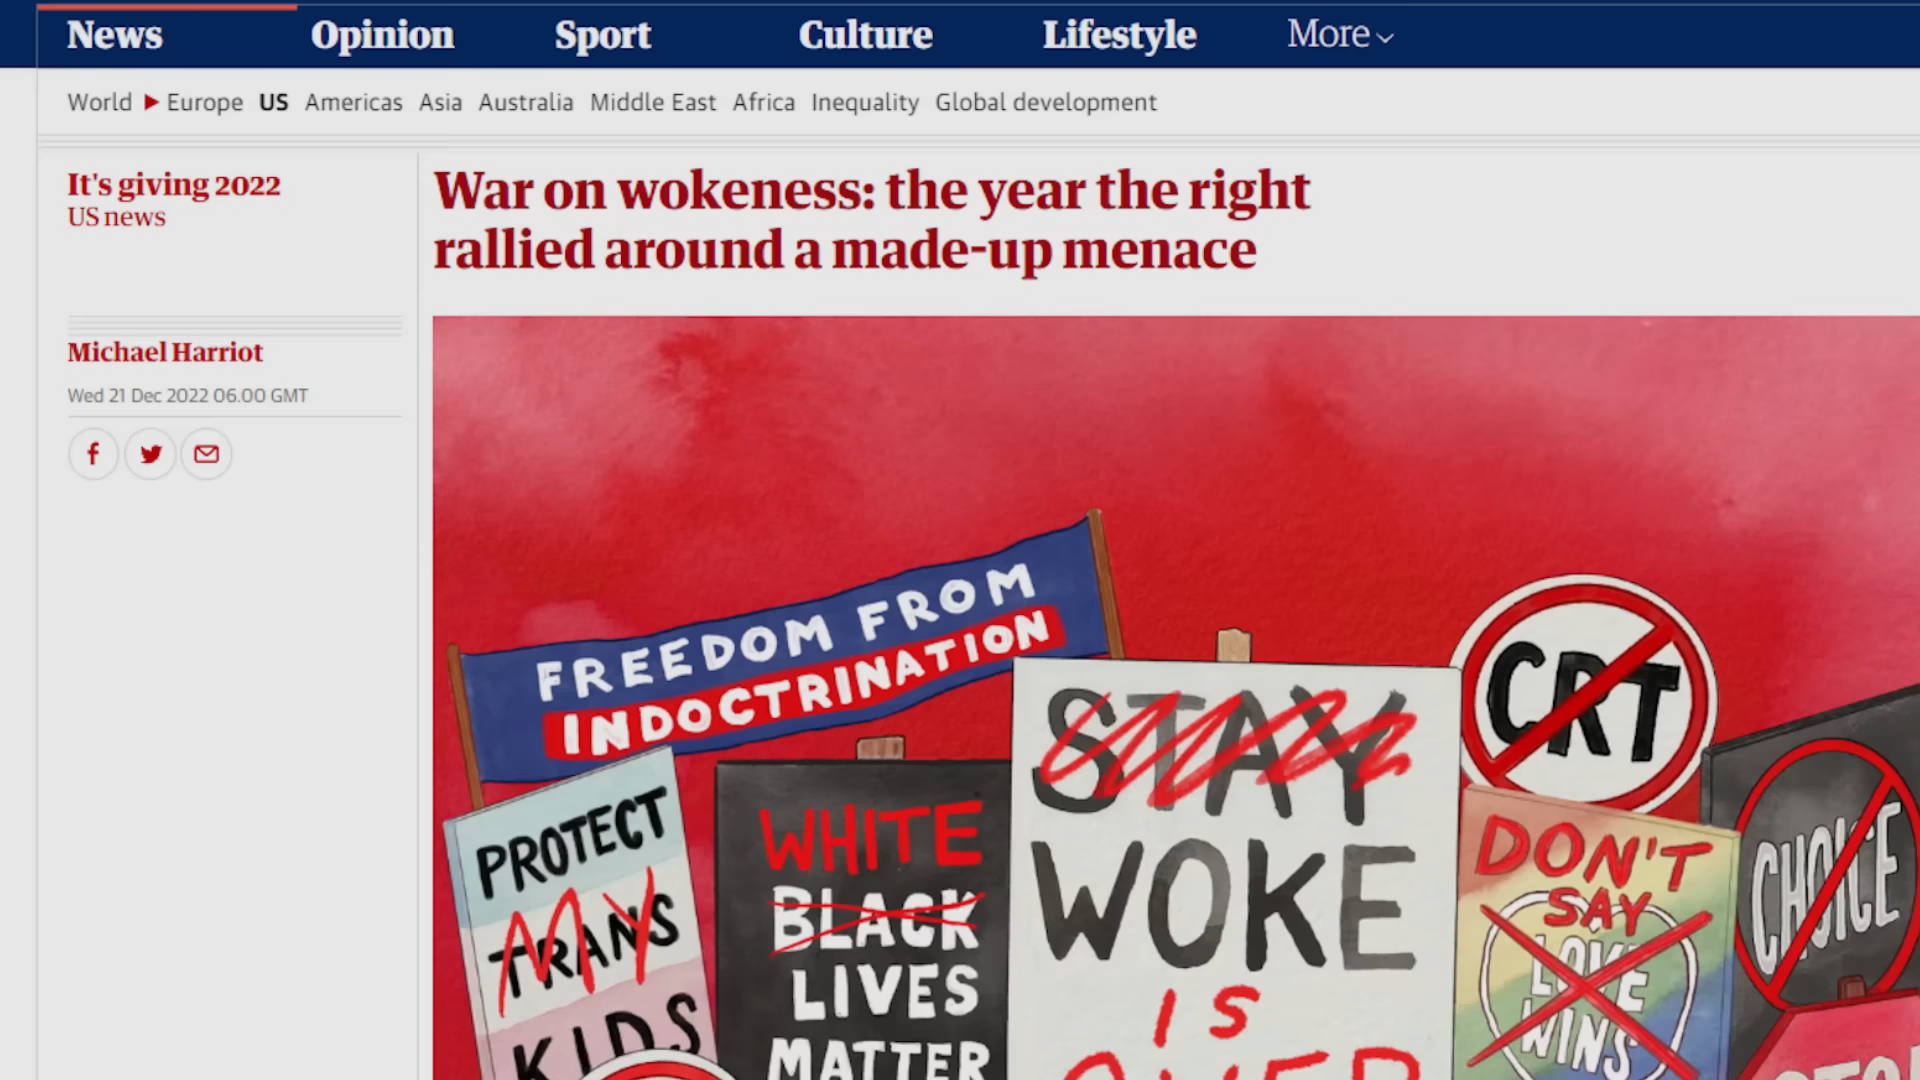 News Opinion Sport Culture Lifestyle More
World Europe US Americas Asia Australia Middle East Africa Inequality Global development
It's giving 2022
US news
War on wokeness: the year the right
rallied around a made-up menace
Michael Harriot
Wed 21 Dec 2022 06.00 GMT
FREEDOM FROM
INDOCTRINATION
PROTECT
TRANS
MY
KIDS
WHITE
BLACK
LIVES
MATTER
STAY
WOKE
IS
OVER
CRT
DON'T
SAY
LOVE
WINS
CHOICE